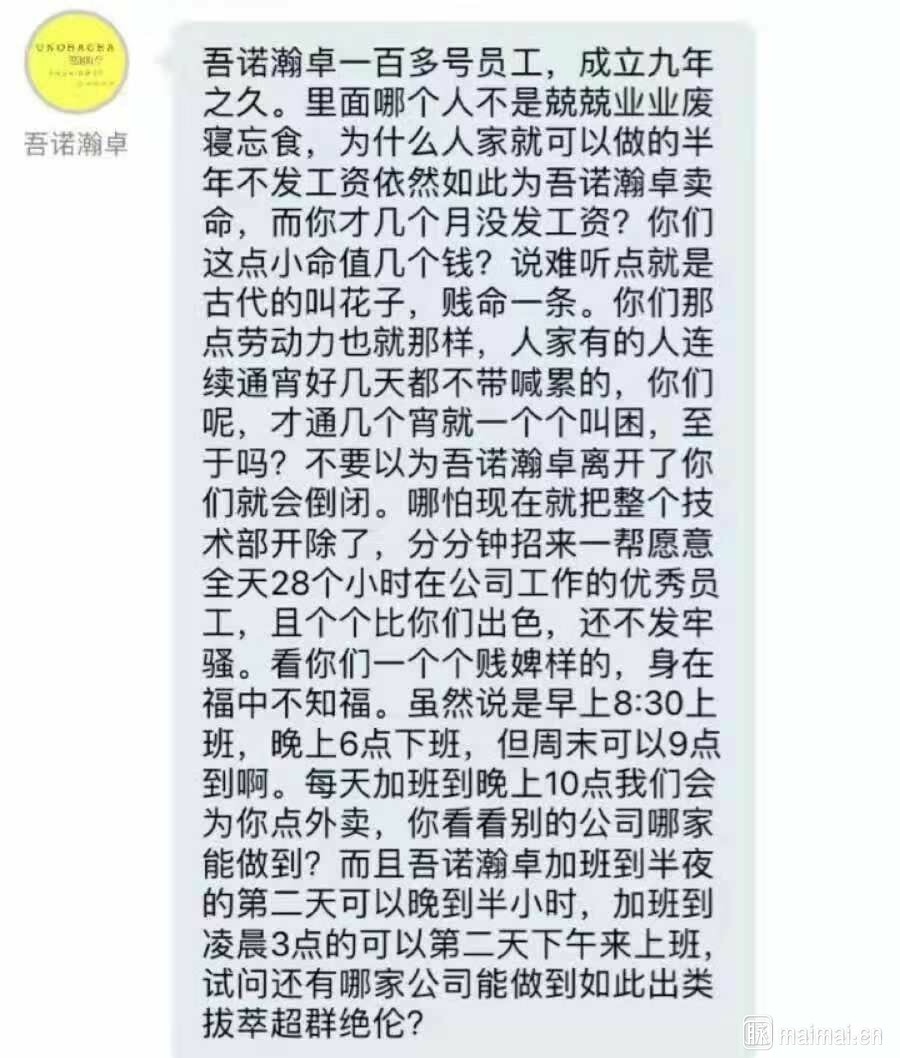 UNOBAGHA
吾诺瀚卓
吾诺瀚卓一百多号员工，成立九年
之久。里面哪个人不是兢兢业业废
寝忘食，为什么人家就可以做的半
年不发工资依然如此为吾诺瀚卓卖
命，而你才几个月没发工资？你们
这点小命值几个钱？说难听点就是
古代的叫花子，贱命一条。你们那
点劳动力也就那样，人家有的人连
续通宵好几天都不带喊累的，你们
呢，才通几个宵就一个个叫困，至
于吗？不要以为吾诺瀚卓离开了你
们就会倒闭。哪怕现在就把整个技
术部开除了，分分钟招来一帮愿意
全天28个小时在公司工作的优秀员
工，且个个比你们出色，还不发牢
骚。看你们一个个贱婢样的，身在
福中不知福。虽然说是早上8:30上
班，晚上6点下班，但周末可以9点
到啊。每天加班到晚上10点我们会
为你点外卖，你看看别的公司哪家
能做到？而且吾诺瀚卓加班到半夜
的第二天可以晚到半小时，加班到
凌晨3点的可以第二天下午来上班，
试问还有哪家公司能做到如此出类
拔萃超群绝伦？
脉 maimai.cn